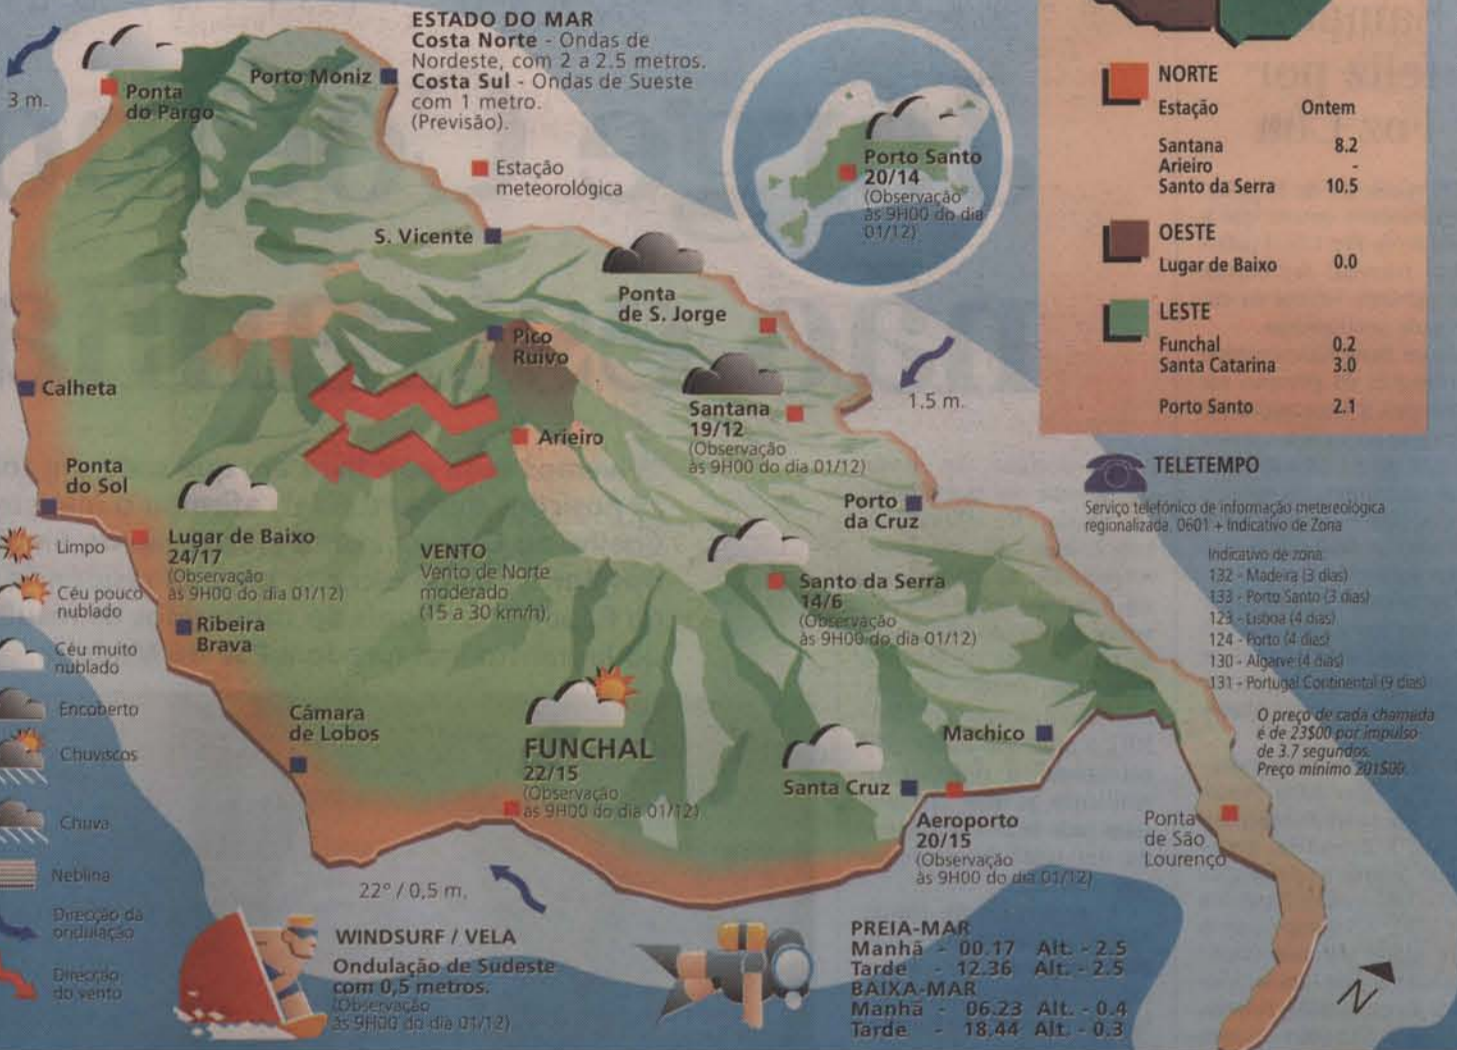 ESTADO DO MAR
Costa Norte - Ondas de
Nordeste, com 2 a 2.5 metros.
Costa Sul - Ondas de Sueste
com 1 metro.
(Previsão).
Estação
meteorológica
3 m.
Ponta
do Pargo
Porto Moniz
S. Vicente
Porto Santo
20/14
(Observação
às 9H00 do dia
01/12)
Ponta
de S. Jorge
Pico
Ruivo
Calheta
Arieiro
Santana
19/12
(Observação
às 9H00 do dia 01/12)
1.5 m.
Ponta
do Sol
Porto
da Cruz
Lugar de Baixo
24/17
(Observação
às 9H00 do dia 01/12)
VENTO
Vento de Norte
moderado
(15 a 30 km/h).
Santo da Serra
14/6
(Observação
às 9H00 do dia 01/12)
Ribeira
Brava
Câmara
de Lobos
FUNCHAL
22/15
(Observação
às 9H00 do dia 01/12)
Machico
Santa Cruz
Aeroporto
20/15
(Observação
às 9H00 do dia 01/12)
Ponta
de São
Lourenço
22º / 0,5 m.
Limpo
Céu pouco
nublado
Céu muito
nublado
Encoberto
Chuviscos
Chuva
Neblina
Direcção da
ondulação
Direcção
do vento
WINDSURF / VELA
Ondulação de Sudeste
com 0,5 metros.
(Observação
às 9H00 do dia 01/12)
PREIA-MAR
Manhã - 00.17 Alt. - 2.5
Tarde - 12.36 Alt. - 2.5
BAIXA-MAR
Manhã - 06.23 Alt. - 0.4
Tarde - 18.44 Alt. - 0.3
N
NORTE
Estação Ontem
Santana 8.2
Arieiro -
Santo da Serra 10.5
OESTE
Lugar de Baixo 0.0
LESTE
Funchal 0.2
Santa Catarina 3.0
Porto Santo 2.1
TELETEMPO
Serviço telefónico de informação metereológica
regionalizada. 0601 + Indicativo de Zona
Indicativo de zona:
132 - Madeira (3 dias)
133 - Porto Santo (3 dias)
123 - Lisboa (4 dias)
124 - Porto (4 dias)
130 - Algarve (4 dias)
131 - Portugal Continental (9 dias)
O preço de cada chamada
é de 23$00 por impulso
de 3.7 segundos.
Preço mínimo 201$00.